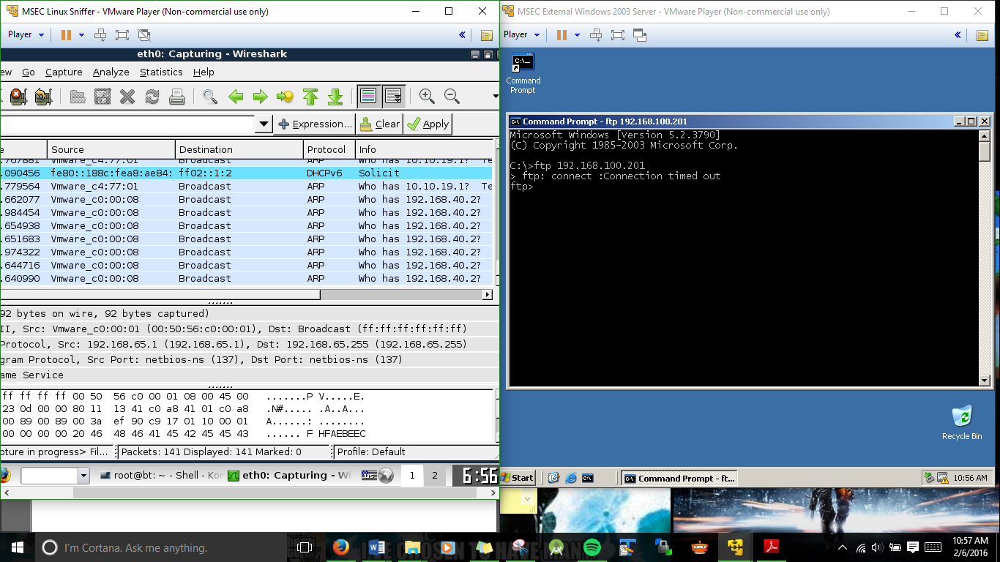 MSEC Linux Sniffer - VMware Player (Non-commercial use only)
Player
eth0: Capturing - Wireshark
ew Go Capture Analyze Statistics Help
Expression... Clear Apply
e Source Destination Protocol Info
.767881 Vmware_c4:77:01 Broadcast ARP Who has 10.10.19.1? Te
.090456 fe80::188c:fea8:ae84: ff02::1:2 DHCPv6 Solicit
.779564 Vmware_c4:77:01 Broadcast ARP Who has 10.10.19.1? Te
.662077 Vmware_c0:00:08 Broadcast ARP Who has 192.168.40.2?
.984454 Vmware_c0:00:08 Broadcast ARP Who has 192.168.40.2?
.654938 Vmware_c0:00:08 Broadcast ARP Who has 192.168.40.2?
.651683 Vmware_c0:00:08 Broadcast ARP Who has 192.168.40.2?
.974322 Vmware_c0:00:08 Broadcast ARP Who has 192.168.40.2?
.644716 Vmware_c0:00:08 Broadcast ARP Who has 192.168.40.2?
.640990 Vmware_c0:00:08 Broadcast ARP Who has 192.168.40.2?
92 bytes on wire, 92 bytes captured)
II, Src: Vmware_c0:00:01 (00:50:56:c0:00:01), Dst: Broadcast (ff:ff:ff:ff:ff:ff)
Protocol, Src: 192.168.65.1 (192.168.65.1), Dst: 192.168.65.255 (192.168.65.255)
gram Protocol, Src Port: netbios-ns (137), Dst Port: netbios-ns (137)
ame Service
ff ff ff ff 00 50 56 c0 00 01 08 00 45 00 .......P V.....E.
23 0d 00 00 80 11 13 41 c0 a8 41 01 c0 a8 .N#..... .A..A...
00 89 00 89 00 3a ef 90 c9 17 01 10 00 01 A......: ........
00 00 00 00 20 46 48 46 41 45 42 45 45 43 ...... F HFAEBEEC
pture in progress> Fil... Packets: 141 Displayed: 141 Marked: 0 Profile: Default
root@bt: ~ - Shell - Kon eth0: Capturing - Wi 1 2 6:56
MSEC External Windows 2003 Server - VMware Player (Non-commercial use only)
Player
Command
Prompt
Command Prompt - ftp 192.168.100.201
Microsoft Windows [Version 5.2.3790]
(C) Copyright 1985-2003 Microsoft Corp.
C:\>ftp 192.168.100.201
> ftp: connect :Connection timed out
ftp>
Recycle Bin
Start Command Prompt - ft... 10:56 AM
I'm Cortana. Ask me anything.
10:57 AM
2/6/2016